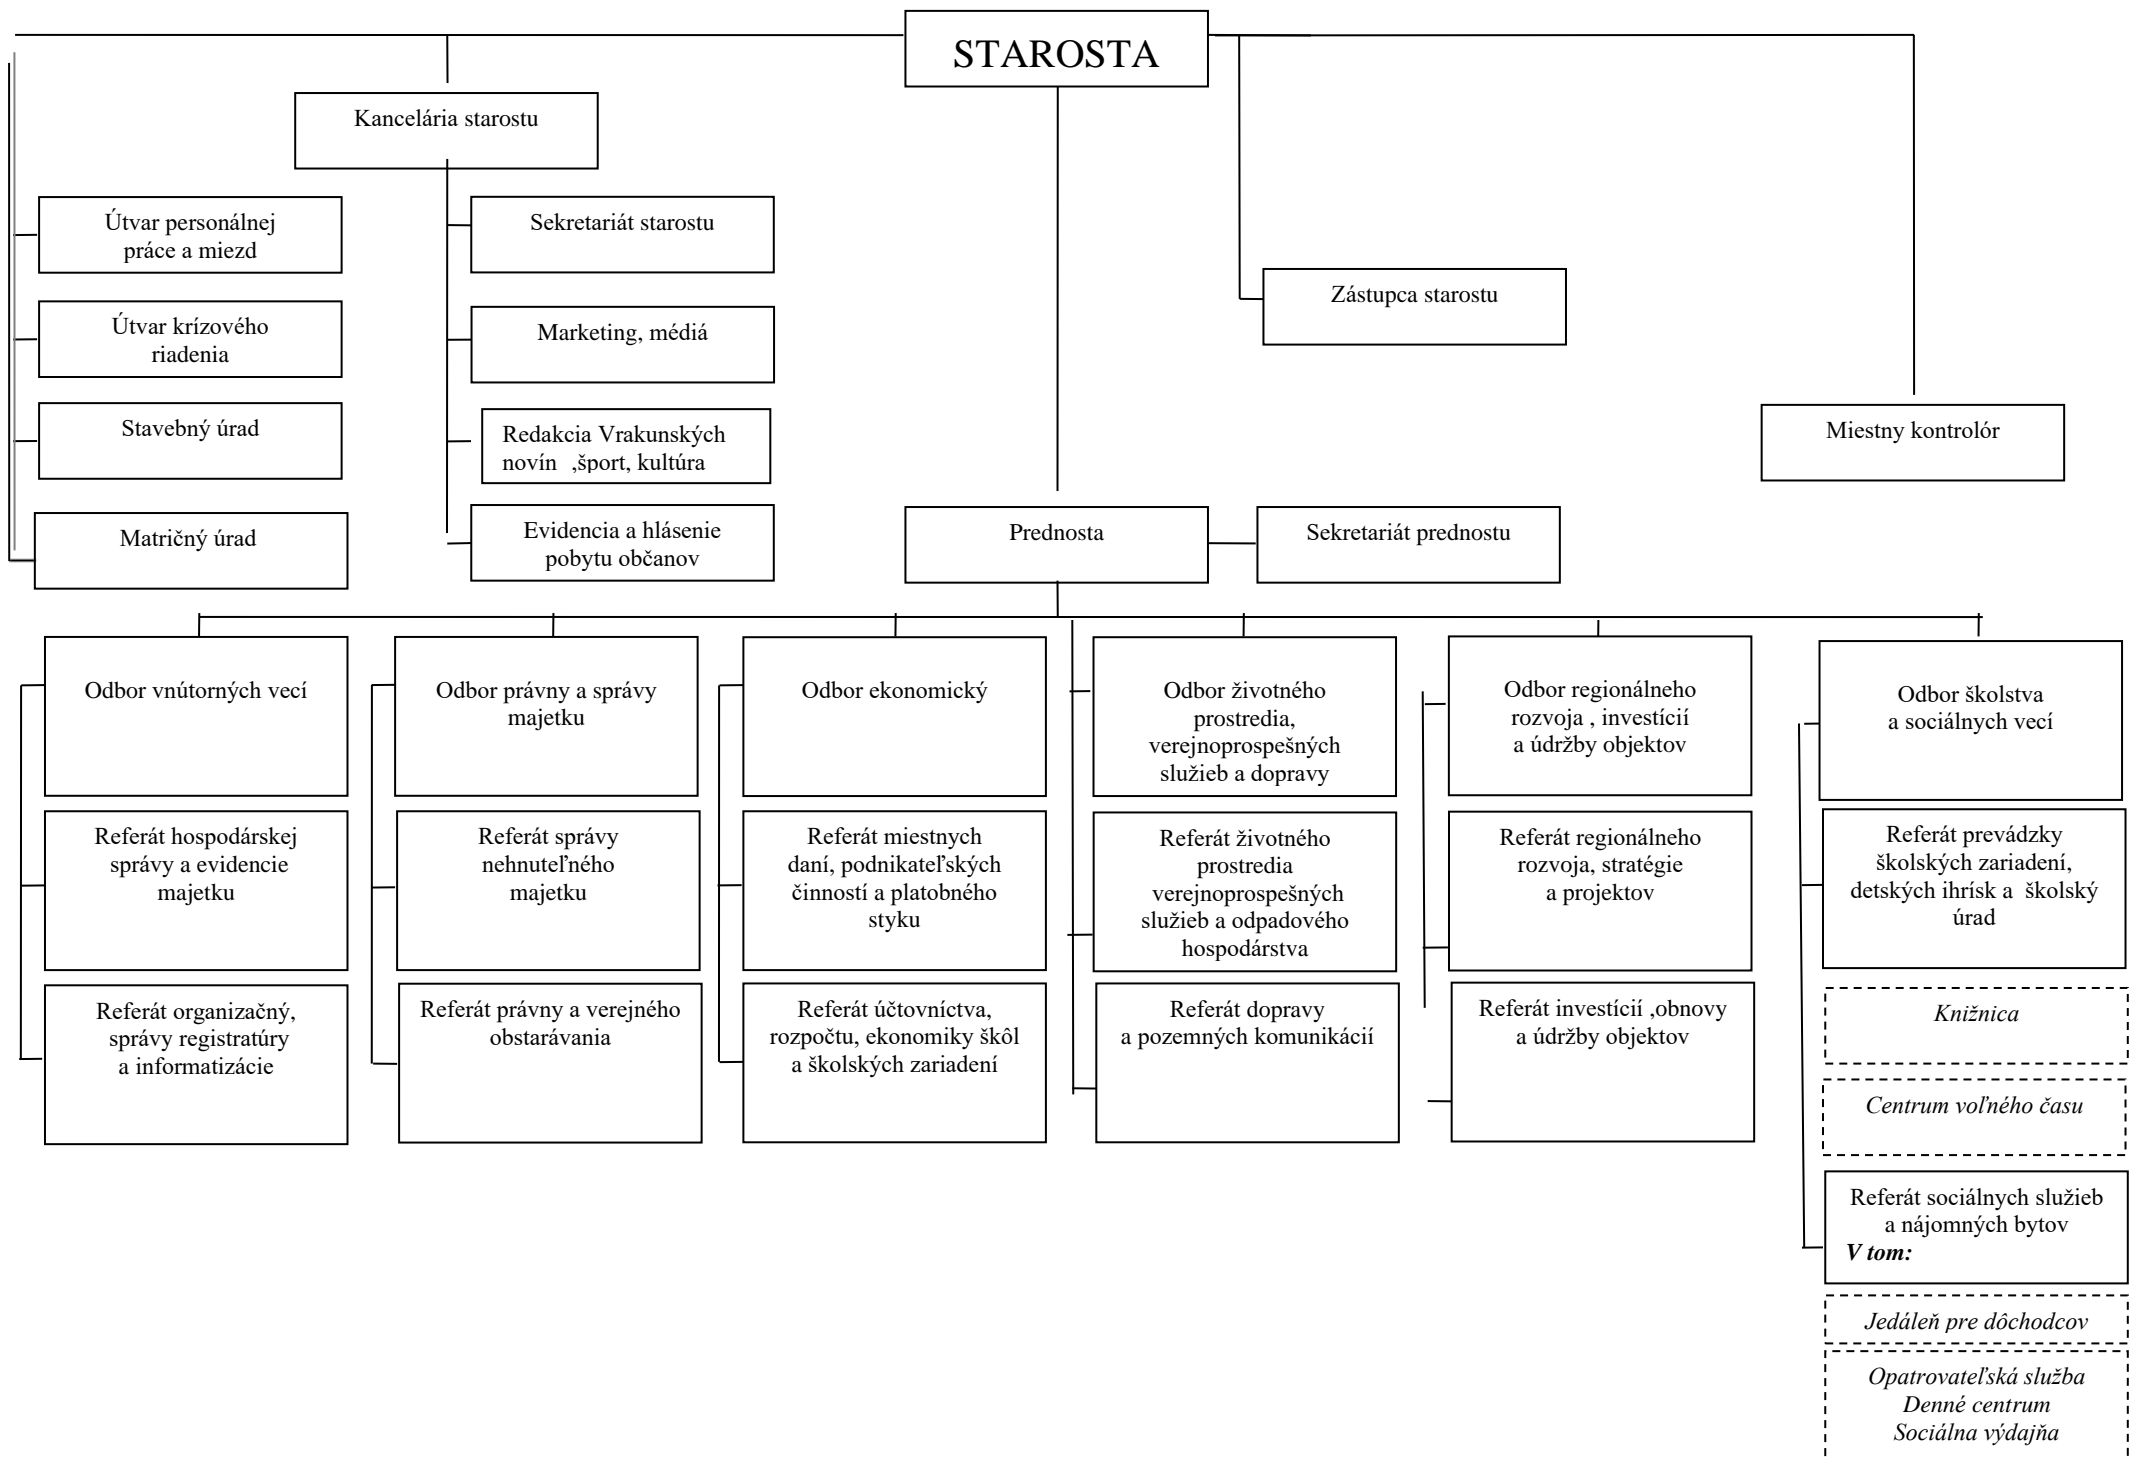 STAROSTA
Kancelária starostu
Útvar personálnej
práce a miezd
Sekretariát starostu
Zástupca starostu
Útvar krízového
riadenia
Marketing, médiá
Stavebný úrad
Redakcia Vrakunských
novín ,šport, kultúra
Miestny kontrolór
Matričný úrad
Evidencia a hlásenie
pobytu občanov
Prednosta
Sekretariát prednostu
Odbor vnútorných vecí
Odbor právny a správy
majetku
Odbor ekonomický
Odbor životného
prostredia,
verejnoprospešných
služieb a dopravy
Odbor regionálneho
rozvoja , investícií
a údržby objektov
Odbor školstva
a sociálnych vecí
Referát hospodárskej
správy a evidencie
majetku
Referát správy
nehnuteľného
majetku
Referát miestnych
daní, podnikateľských
činností a platobného
styku
Referát životného
prostredia
verejnoprospešných
služieb a odpadového
hospodárstva
Referát regionálneho
rozvoja, stratégie
a projektov
Referát prevádzky
školských zariadení,
detských ihrísk a školský
úrad
Referát organizačný,
správy registratúry
a informatizácie
Referát právny a verejného
obstarávania
Referát účtovníctva,
rozpočtu, ekonomiky škôl
a školských zariadení
Referát dopravy
a pozemných komunikácií
Referát investícií ,obnovy
a údržby objektov
Knižnica
Centrum voľného času
Referát sociálnych služieb
a nájomných bytov
V tom:
Jedáleň pre dôchodcov
Opatrovateľská služba
Denné centrum
Sociálna výdajňa